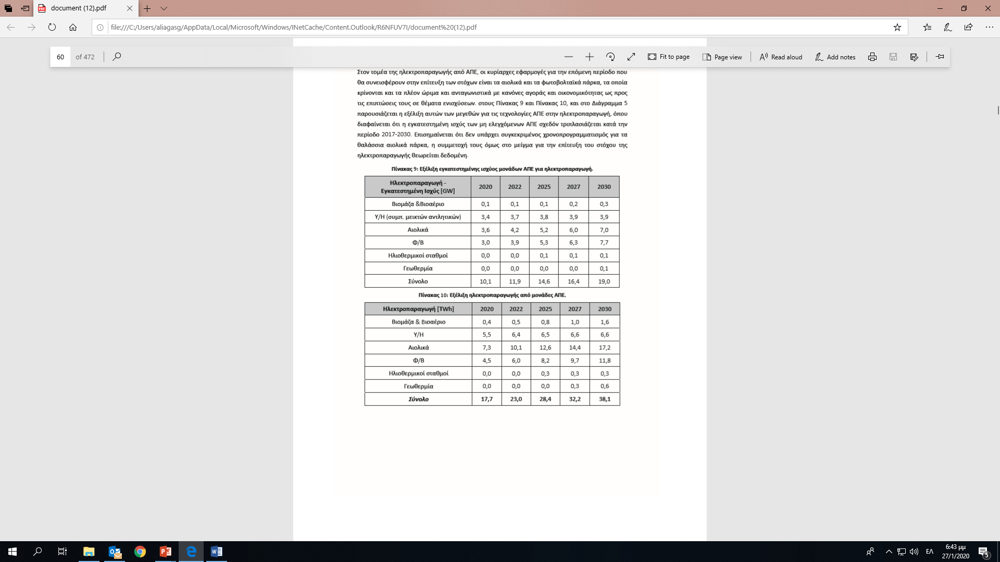 document (12).pdf
file:///C:/Users/aliagasg/AppData/Local/Microsoft/Windows/INetCache/Content.Outlook/R6NFUV7I/document%20(12).pdf
60 of 472 Fit to page Page view Read aloud Add notes
Στον τομέα της ηλεκτροπαραγωγής από ΑΠΕ, οι κυρίαρχες εφαρμογές για την επόμενη περίοδο που
θα συνεισφέρουν στην επίτευξη των στόχων είναι τα αιολικά και τα φωτοβολταϊκά πάρκα, τα οποία
κρίνονται και τα πλέον ώριμα και ανταγωνιστικά με κανόνες αγοράς και οικονομικότητας ως προς
τις επιπτώσεις τους σε θέματα ενισχύσεων. στους Πίνακας 9 και Πίνακας 10, και στο Διάγραμμα 5
παρουσιάζεται η εξέλιξη αυτών των μεγεθών για τις τεχνολογίες ΑΠΕ στην ηλεκτροπαραγωγή, όπου
διαφαίνεται ότι η εγκατεστημένη ισχύς των μη ελεγχόμενων ΑΠΕ σχεδόν τριπλασιάζεται κατά την
περίοδο 2017-2030. Επισημαίνεται ότι δεν υπάρχει συγκεκριμένος χρονοπρογραμματισμός για τα
θαλάσσια αιολικά πάρκα, η συμμετοχή τους όμως στο μείγμα για την επίτευξη του στόχου της
ηλεκτροπαραγωγής θεωρείται δεδομένη.
Πίνακας 9: Εξέλιξη εγκατεστημένης ισχύος μονάδων ΑΠΕ για ηλεκτροπαραγωγή.
Ηλεκτροπαραγωγή -
Εγκατεστημένη Ισχύς [GW] 2020 2022 2025 2027 2030
Βιομάζα &Βιοαέριο 0,1 0,1 0,1 0,2 0,3
Υ/Η (συμπ. μεικτών αντλητικών) 3,4 3,7 3,8 3,9 3,9
Αιολικά 3,6 4,2 5,2 6,0 7,0
Φ/Β 3,0 3,9 5,3 6,3 7,7
Ηλιοθερμικοί σταθμοί 0,0 0,0 0,1 0,1 0,1
Γεωθερμία 0,0 0,0 0,0 0,0 0,1
Σύνολο 10,1 11,9 14,6 16,4 19,0
Πίνακας 10: Εξέλιξη ηλεκτροπαραγωγής από μονάδες ΑΠΕ.
Ηλεκτροπαραγωγή [TWh] 2020 2022 2025 2027 2030
Βιομάζα & Βιοαέριο 0,4 0,5 0,8 1,0 1,6
Υ/Η 5,5 6,4 6,5 6,6 6,6
Αιολικά 7,3 10,1 12,6 14,4 17,2
Φ/Β 4,5 6,0 8,2 9,7 11,8
Ηλιοθερμικοί σταθμοί 0,0 0,0 0,3 0,3 0,3
Γεωθερμία 0,0 0,0 0,0 0,3 0,6
Σύνολο 17,7 23,0 28,4 32,2 38,1
ΕΛ
6:43 μμ
27/1/2020
5